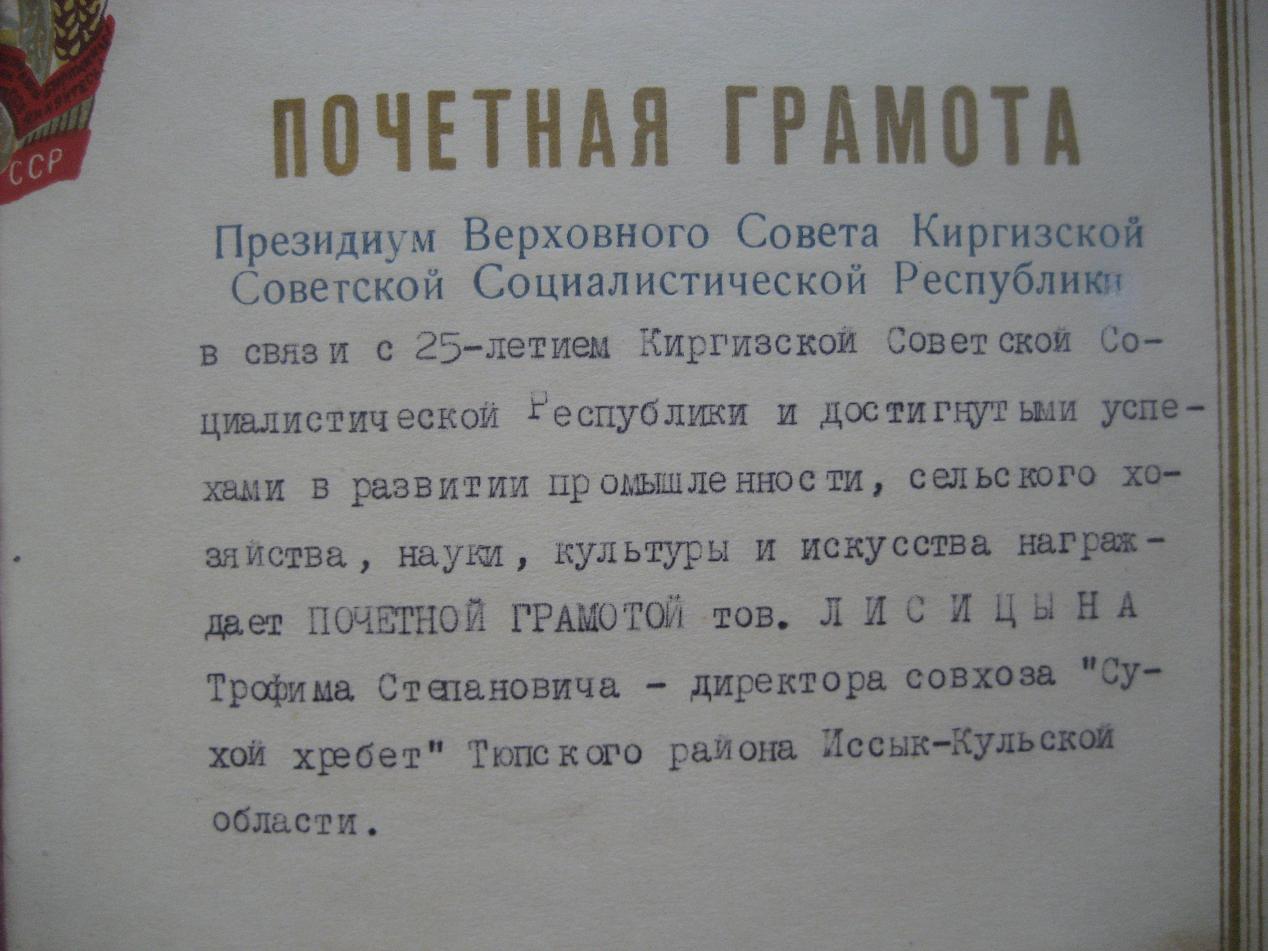 ССР
ПОЧЕТНАЯ ГРАМОТА
Президиум Верховного Совета Киргизской
Советской Социалистической Республики
в связи с 25-летием Киргизской Советской Со-
циалистической Республики и достигнутыми успе-
хами в развитии промышленности, сельского хо-
зяйства, науки, культуры и искусства награж-
дает ПОЧЕТНОЙ ГРАМОТОЙ тов. Л И С И Ц Ы Н А
Трофима Степановича - директора совхоза "Су-
хой хребет" Тюпского района Иссык-Кульской
области.